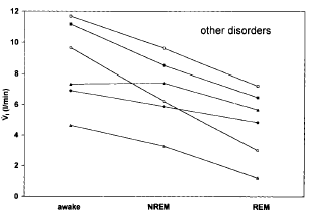 other disorders
12
10
8
6
4
2
0
V̇ı (l/min)
awake NREM REM